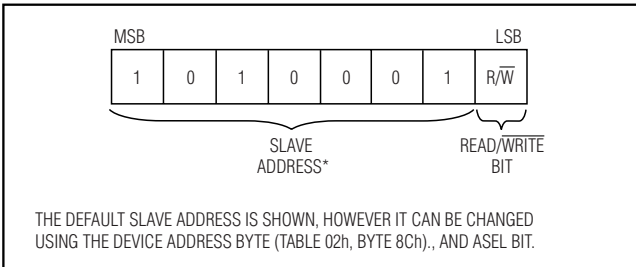 MSB LSB
1 0 1 0 0 0 1 R/W̅
SLAVE READ/W̅R̅I̅T̅E̅
ADDRESS* BIT
THE DEFAULT SLAVE ADDRESS IS SHOWN, HOWEVER IT CAN BE CHANGED
USING THE DEVICE ADDRESS BYTE (TABLE 02h, BYTE 8Ch)., AND ASEL BIT.